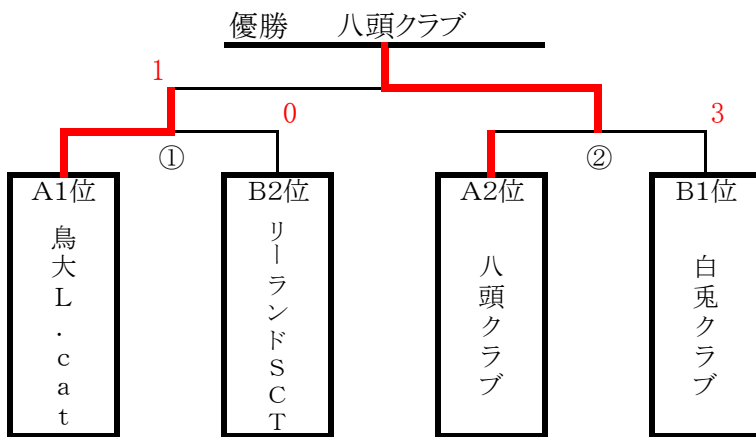 優勝　八頭クラブ
1
0
3
①
②
A1位
B2位
A2位
B1位
鳥大L.cat
リーランドSCT
八頭クラブ
白兎クラブ